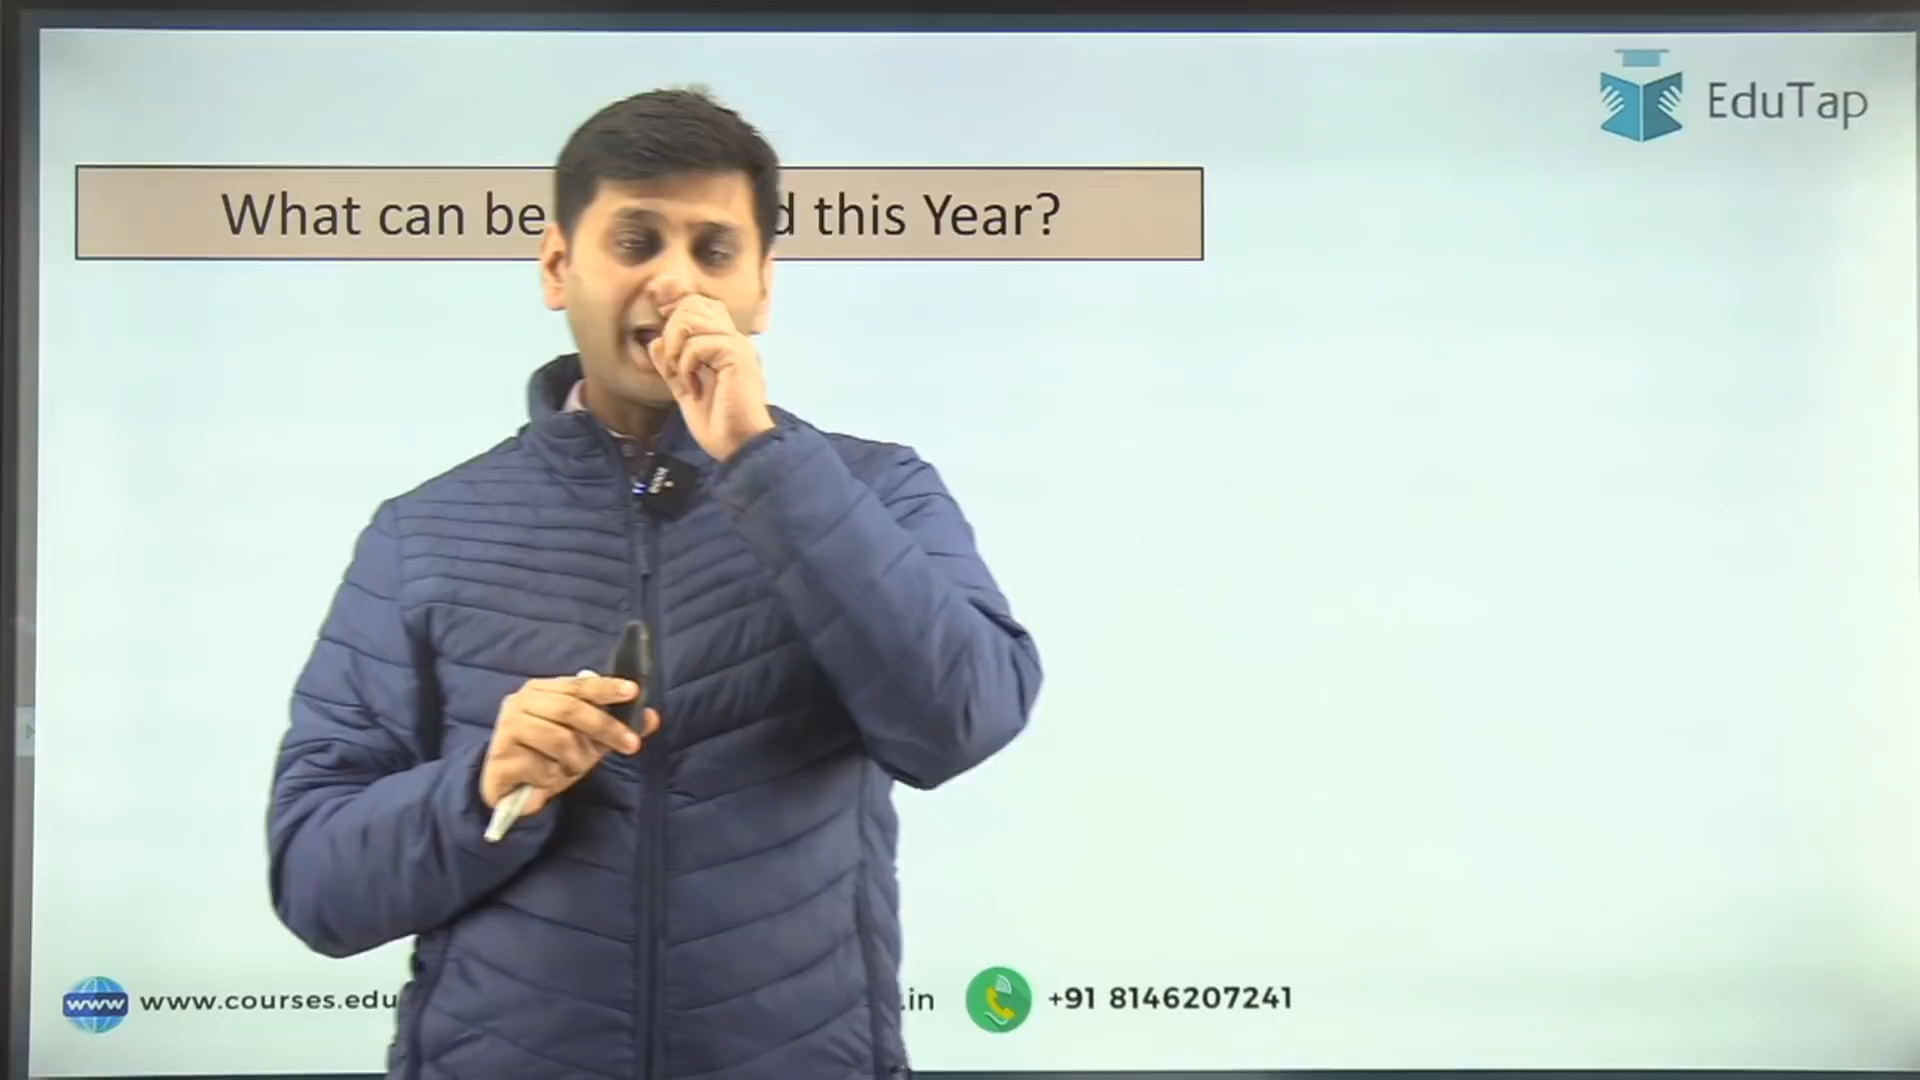 EduTap
What can be d this Year?
www www.courses.edu .in +91 8146207241